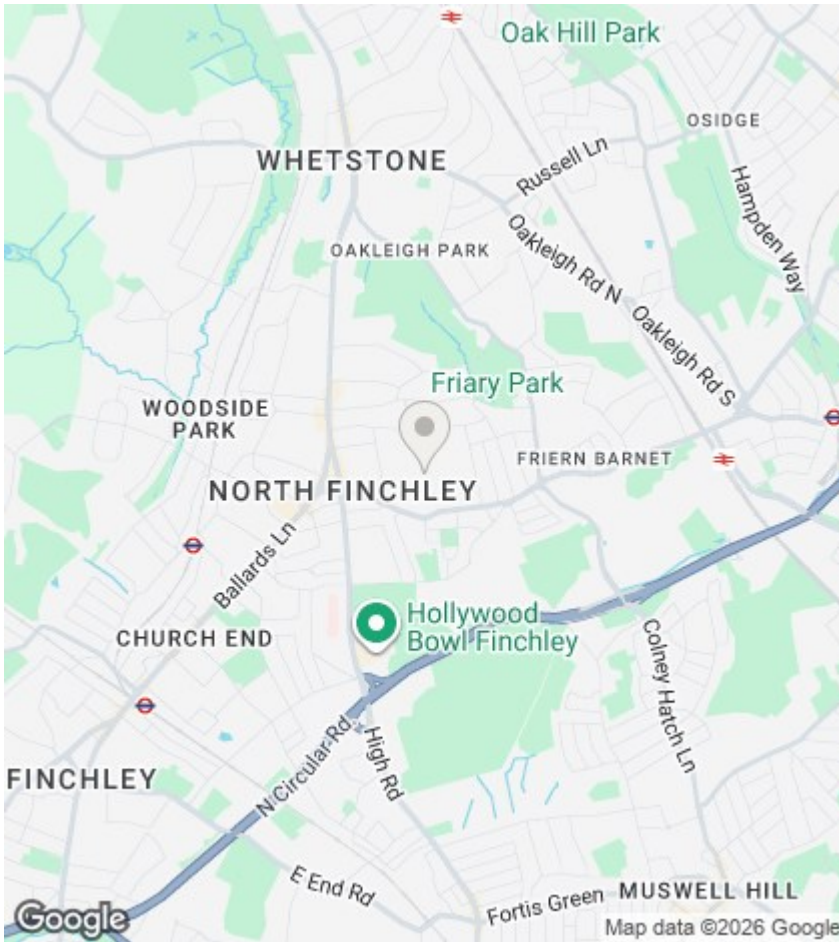 Oak Hill Park
OSIDGE
WHETSTONE
Russell Ln
Hampden Way
OAKLEIGH PARK
Oakleigh Rd N
Oakleigh Rd S
Friary Park
WOODSIDE
PARK
FRIERN BARNET
NORTH FINCHLEY
Ballards Ln
Hollywood
Bowl Finchley
CHURCH END
Colney Hatch Ln
N Circular Rd
High Rd
FINCHLEY
E End Rd
Fortis Green
MUSWELL HILL
Google
Map data ©2026 Google